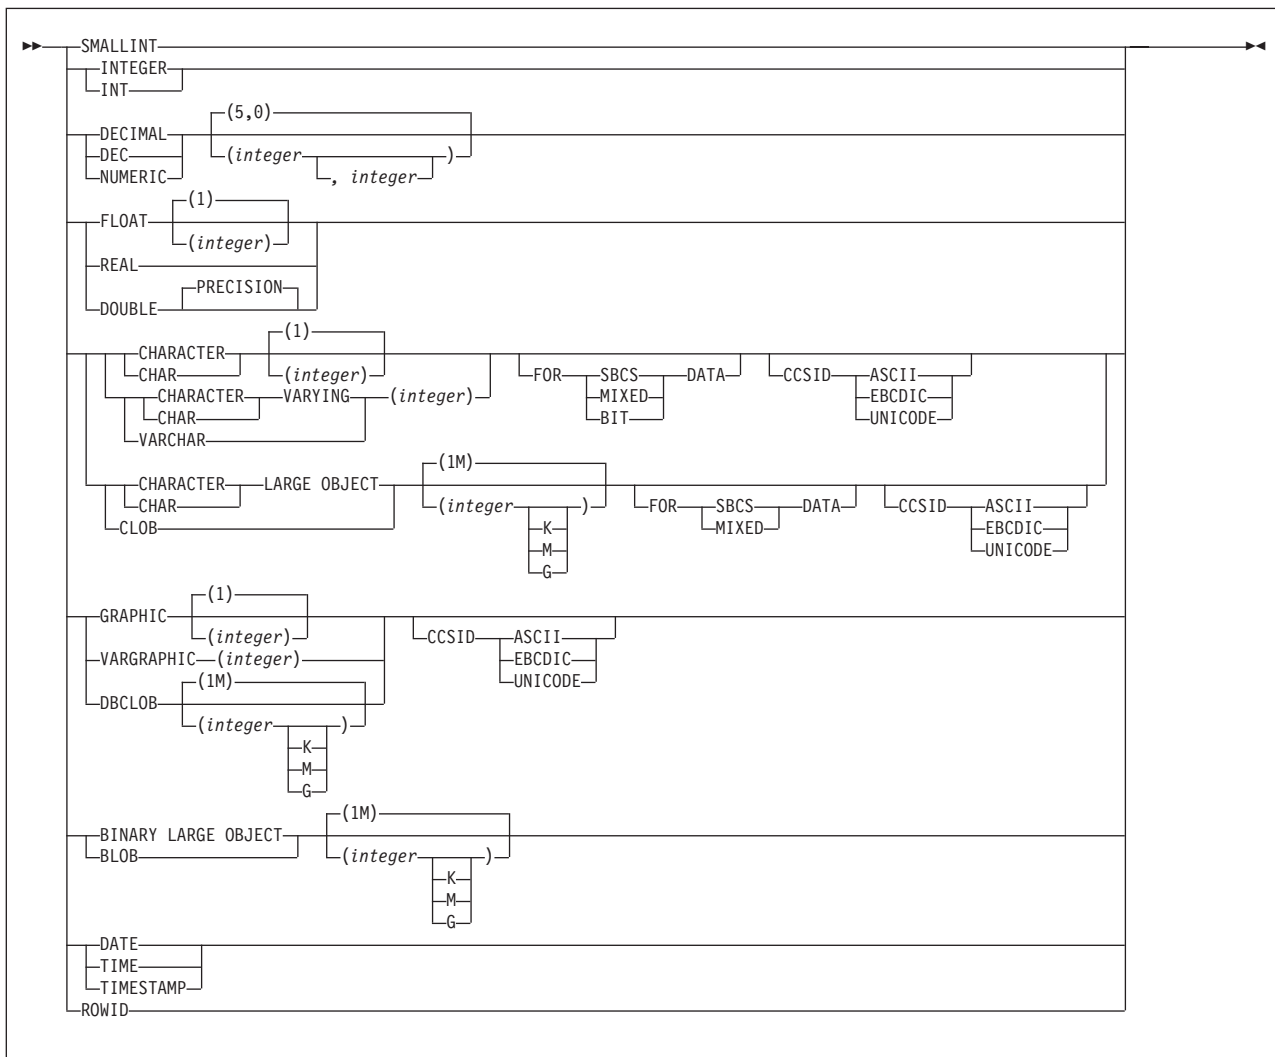 SMALLINT
INTEGER
INT
(5,0)
DECIMAL
DEC (integer )
NUMERIC , integer
(1)
FLOAT
(integer)
REAL
PRECISION
DOUBLE
(1)
CHARACTER
CHAR (integer) FOR SBCS DATA CCSID ASCII
CHARACTER VARYING (integer) MIXED EBCDIC
CHAR BIT UNICODE
VARCHAR
(1M)
CHARACTER LARGE OBJECT
CHAR (integer ) FOR SBCS DATA CCSID ASCII
CLOB K MIXED EBCDIC
M UNICODE
G
(1)
GRAPHIC
(integer) CCSID ASCII
VARGRAPHIC (integer) EBCDIC
(1M) UNICODE
DBCLOB
(integer )
K
M
G
(1M)
BINARY LARGE OBJECT
BLOB (integer )
K
M
G
DATE
TIME
TIMESTAMP
ROWID